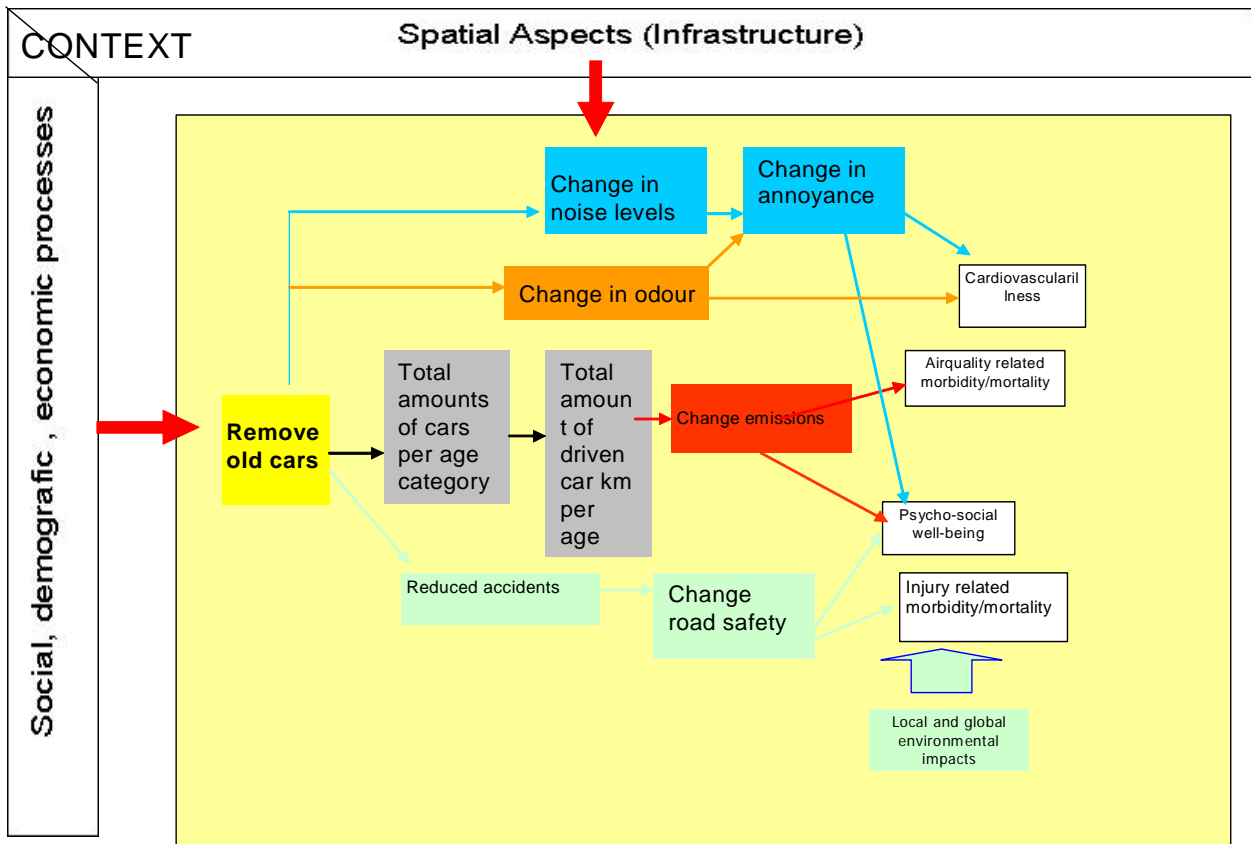 CONTEXT
Spatial Aspects (Infrastructure)
Social, demografic , economic processes
Change in
noise levels
Change in
annoyance
Change in odour
Cardiovascularil
lness
Total
amounts
of cars
per age
category
Total
amoun
t of
driven
car km
per
age
Change emissions
Airquality related
morbidity/mortality
Remove
old cars
Psycho-social
well-being
Reduced accidents
Change
road safety
Injury related
morbidity/mortality
Local and global
environmental
impacts